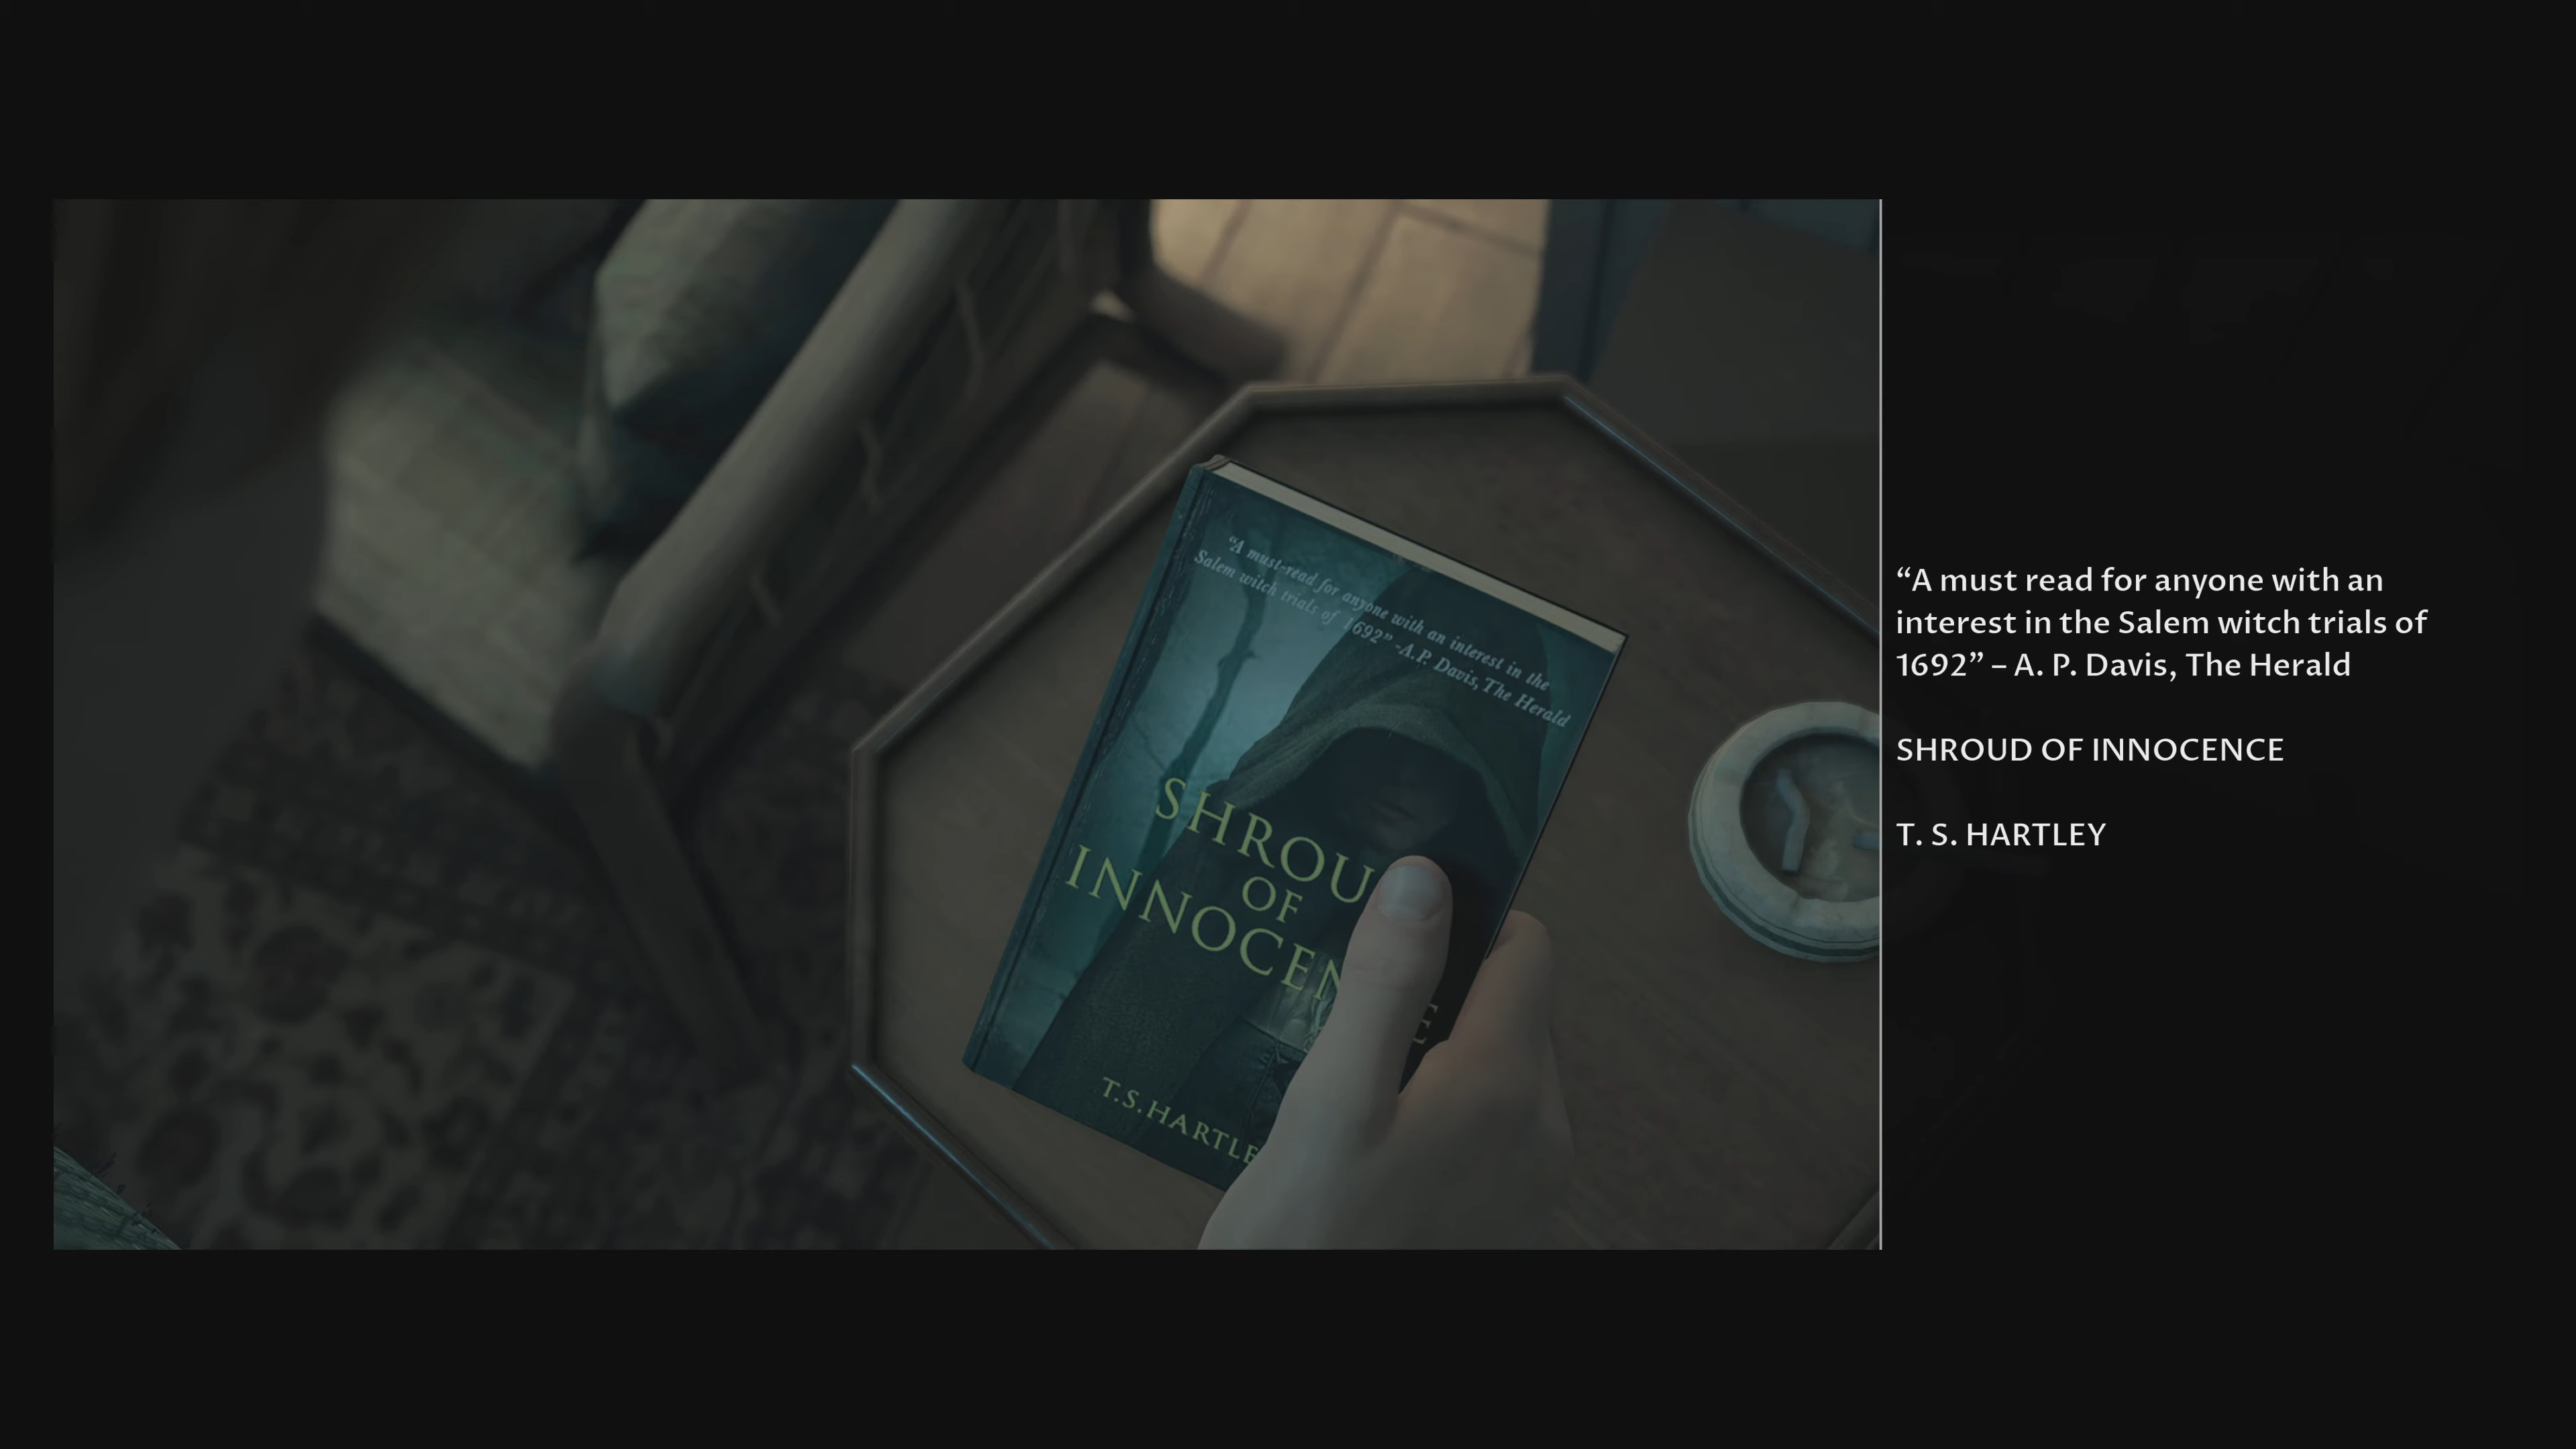 “A must-read for anyone with an interest in the
Salem witch trials of 1692” -A.P. Davis, The Herald
SHROU
OF
INNOCEN E
T.S.HARTLE
“A must read for anyone with an
interest in the Salem witch trials of
1692” – A. P. Davis, The Herald
SHROUD OF INNOCENCE
T. S. HARTLEY